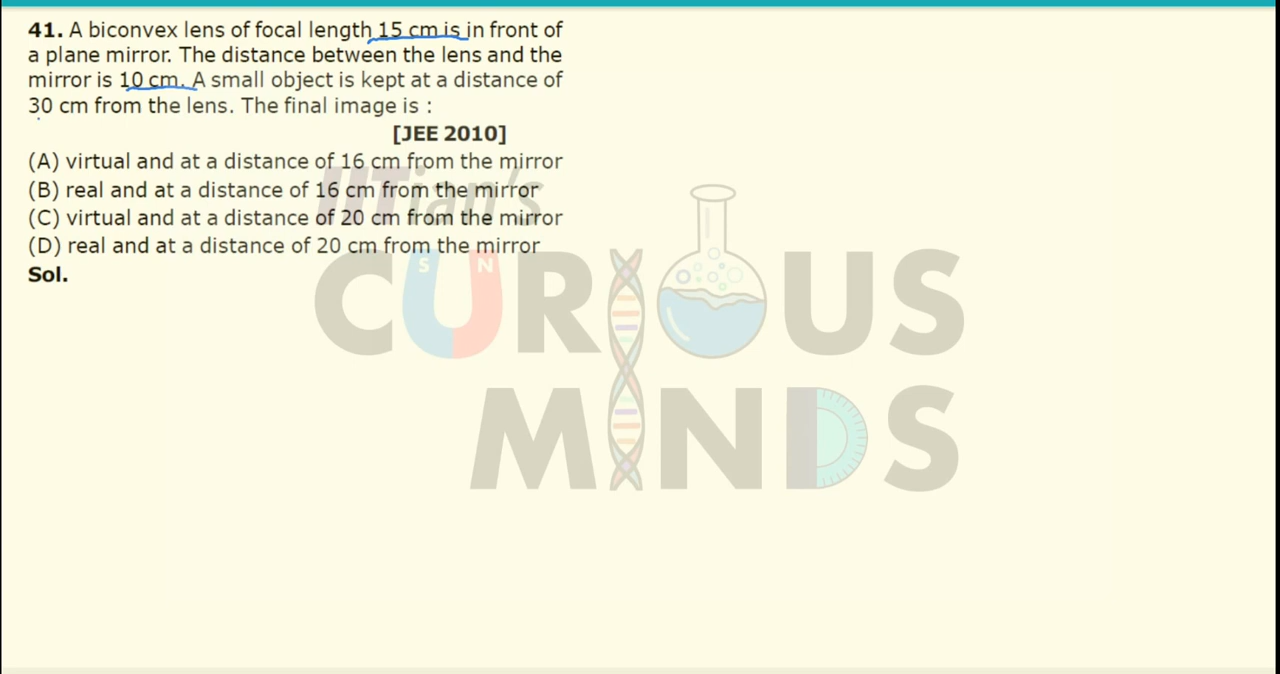 41. A biconvex lens of focal length 15 cm is in front of
a plane mirror. The distance between the lens and the
mirror is 10 cm. A small object is kept at a distance of
30 cm from the lens. The final image is :
[JEE 2010]
(A) virtual and at a distance of 16 cm from the mirror
(B) real and at a distance of 16 cm from the mirror
(C) virtual and at a distance of 20 cm from the mirror
(D) real and at a distance of 20 cm from the mirror
Sol.
IITian's
CURIOUS
S N
MINDS